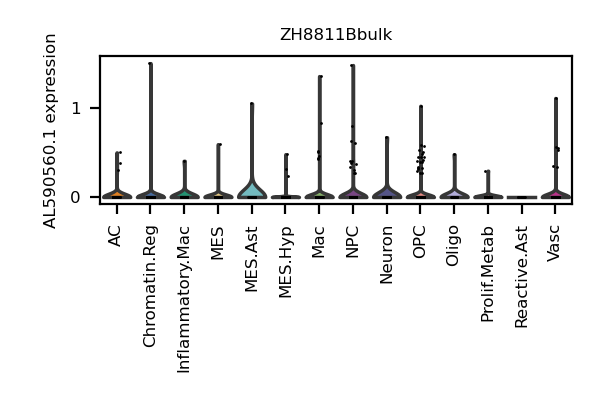 ZH8811Bbulk
AL590560.1 expression
1
0
AC
Chromatin.Reg
Inflammatory.Mac
MES
MES.Ast
MES.Hyp
Mac
NPC
Neuron
OPC
Oligo
Prolif.Metab
Reactive.Ast
Vasc